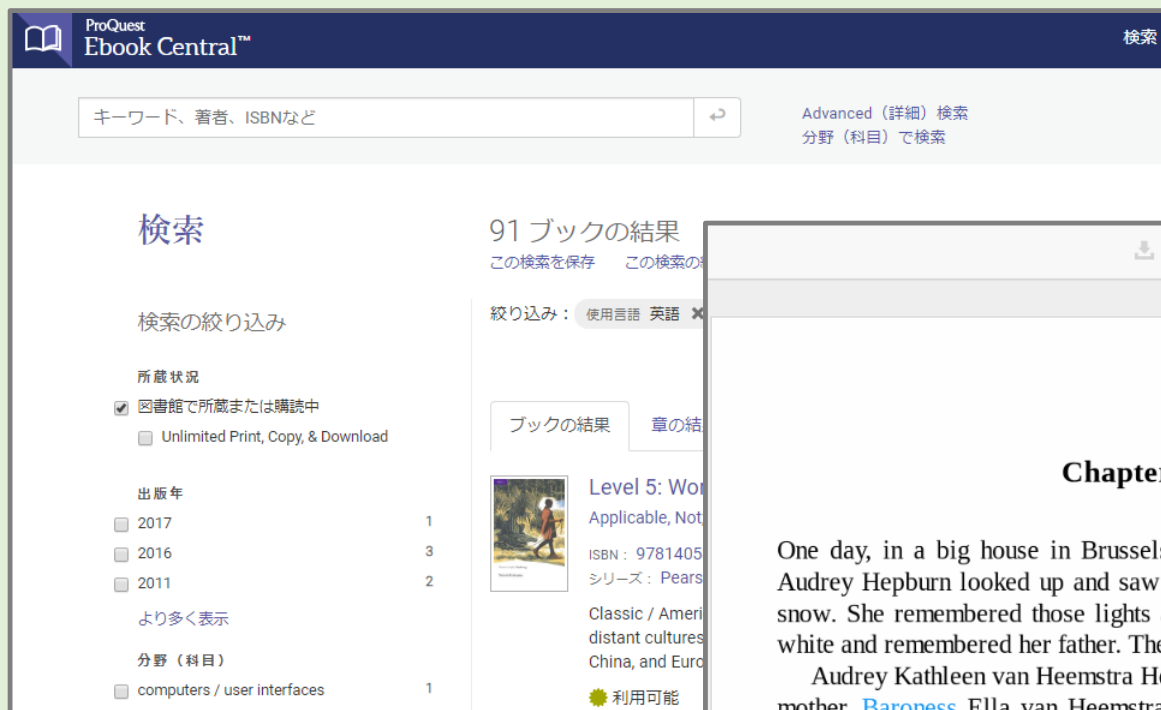 ProQuest
Ebook Central™
検索
キーワード、著者、ISBNなど
Advanced（詳細）検索
分野（科目）で検索
検索
検索の絞り込み
所蔵状況
図書館で所蔵または購読中
Unlimited Print, Copy, & Download
出版年
2017 1
2016 3
2011 2
より多く表示
分野（科目）
computers / user interfaces 1
91 ブックの結果
この検索を保存 この検索の
絞り込み： 使用言語 英語 ✖
ブックの結果 章の結
Level 5: Wor
Applicable, Not
ISBN： 9781405
シリーズ： Pears
Classic / Ameri
distant cultures
China, and Euro
利用可能
Chapter
One day, in a big house in Brussels
Audrey Hepburn looked up and saw
snow. She remembered those lights
white and remembered her father. The
Audrey Kathleen van Heemstra He
mother, Baroness Ella van Heemstra